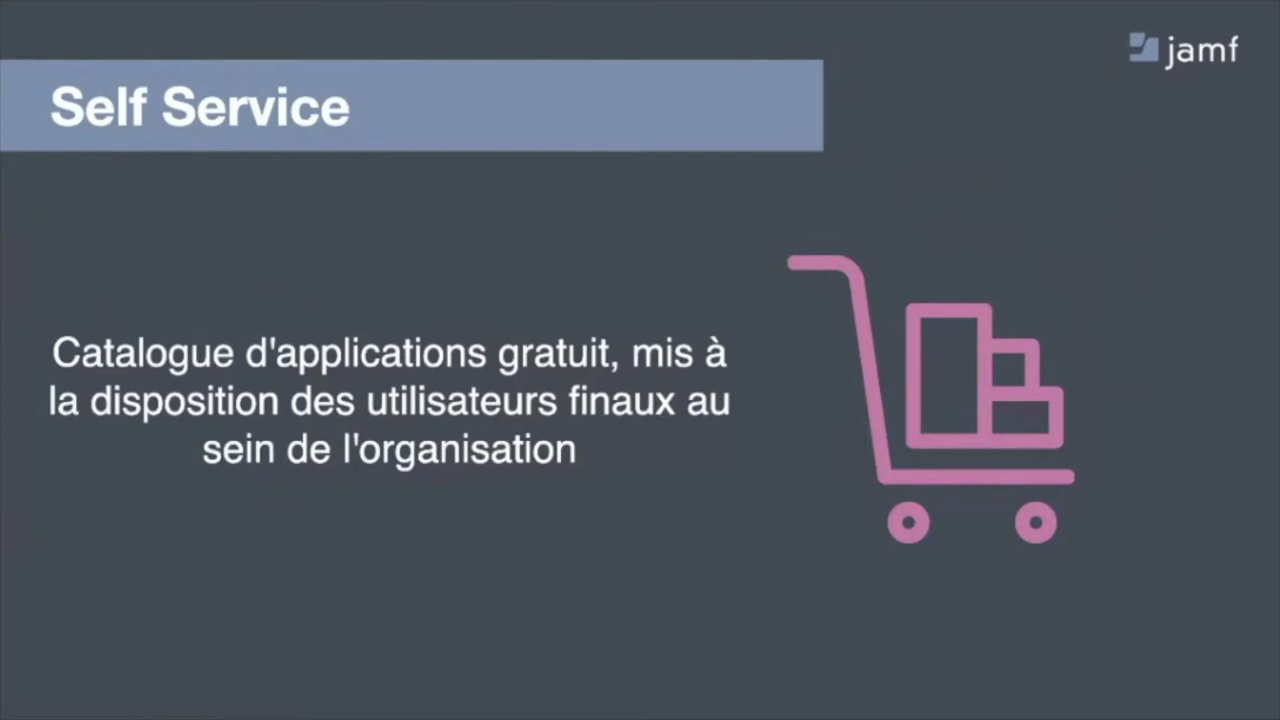 jamf
Self Service
Catalogue d'applications gratuit, mis à
la disposition des utilisateurs finaux au
sein de l'organisation